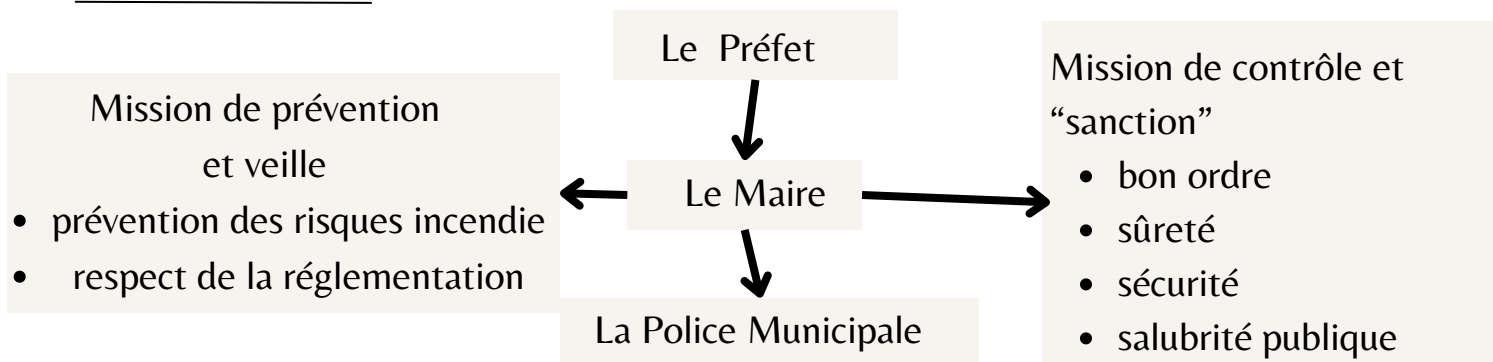 Le Préfet
Mission de prévention
et veille
• prévention des risques incendie
• respect de la réglementation
Le Maire
Mission de contrôle et
“sanction”
• bon ordre
• sûreté
• sécurité
• salubrité publique
La Police Municipale